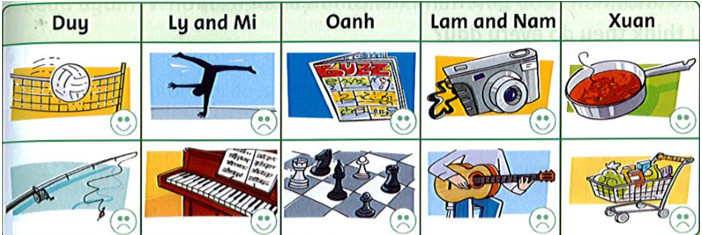 Duy
Ly and Mi
Oanh
Lam and Nam
Xuan